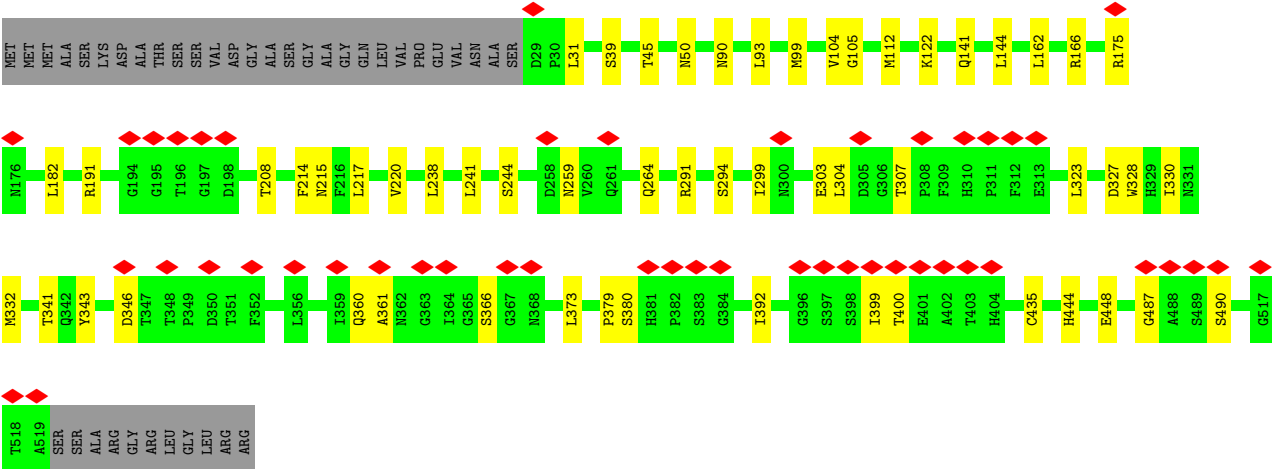 MET MET MET ALA SER LYS ASP ALA THR SER SER VAL ASP GLY ALA SER GLY ALA GLY GLN LEU VAL PRO GLU VAL ASN ALA SER D29 P30 L31 S39 T45 N50 N90 L93 M99 V104 G105 M112 K122 Q141 L144 L162 R166 R175
N176 L182 R191 G194 G195 T196 G197 D198 T208 F214 N215 F216 L217 V220 L238 L241 S244 D258 N259 V260 Q261 Q264 R291 S294 I299 N300 E303 L304 D305 G306 T307 P308 F309 H310 P311 F312 E313 L323 D327 W328 H329 I330 N331
M332 T341 Q342 Y343 D346 T347 T348 P349 D350 T351 F352 L356 I359 Q360 A361 N362 G363 I364 G365 S366 G367 N368 L373 P379 S380 H381 P382 S383 G384 I392 G396 S397 S398 I399 T400 E401 A402 T403 H404 C435 H444 E448 G487 A488 S489 S490 G517
T518 A519 SER SER ALA ARG GLY ARG LEU GLY LEU ARG ARG